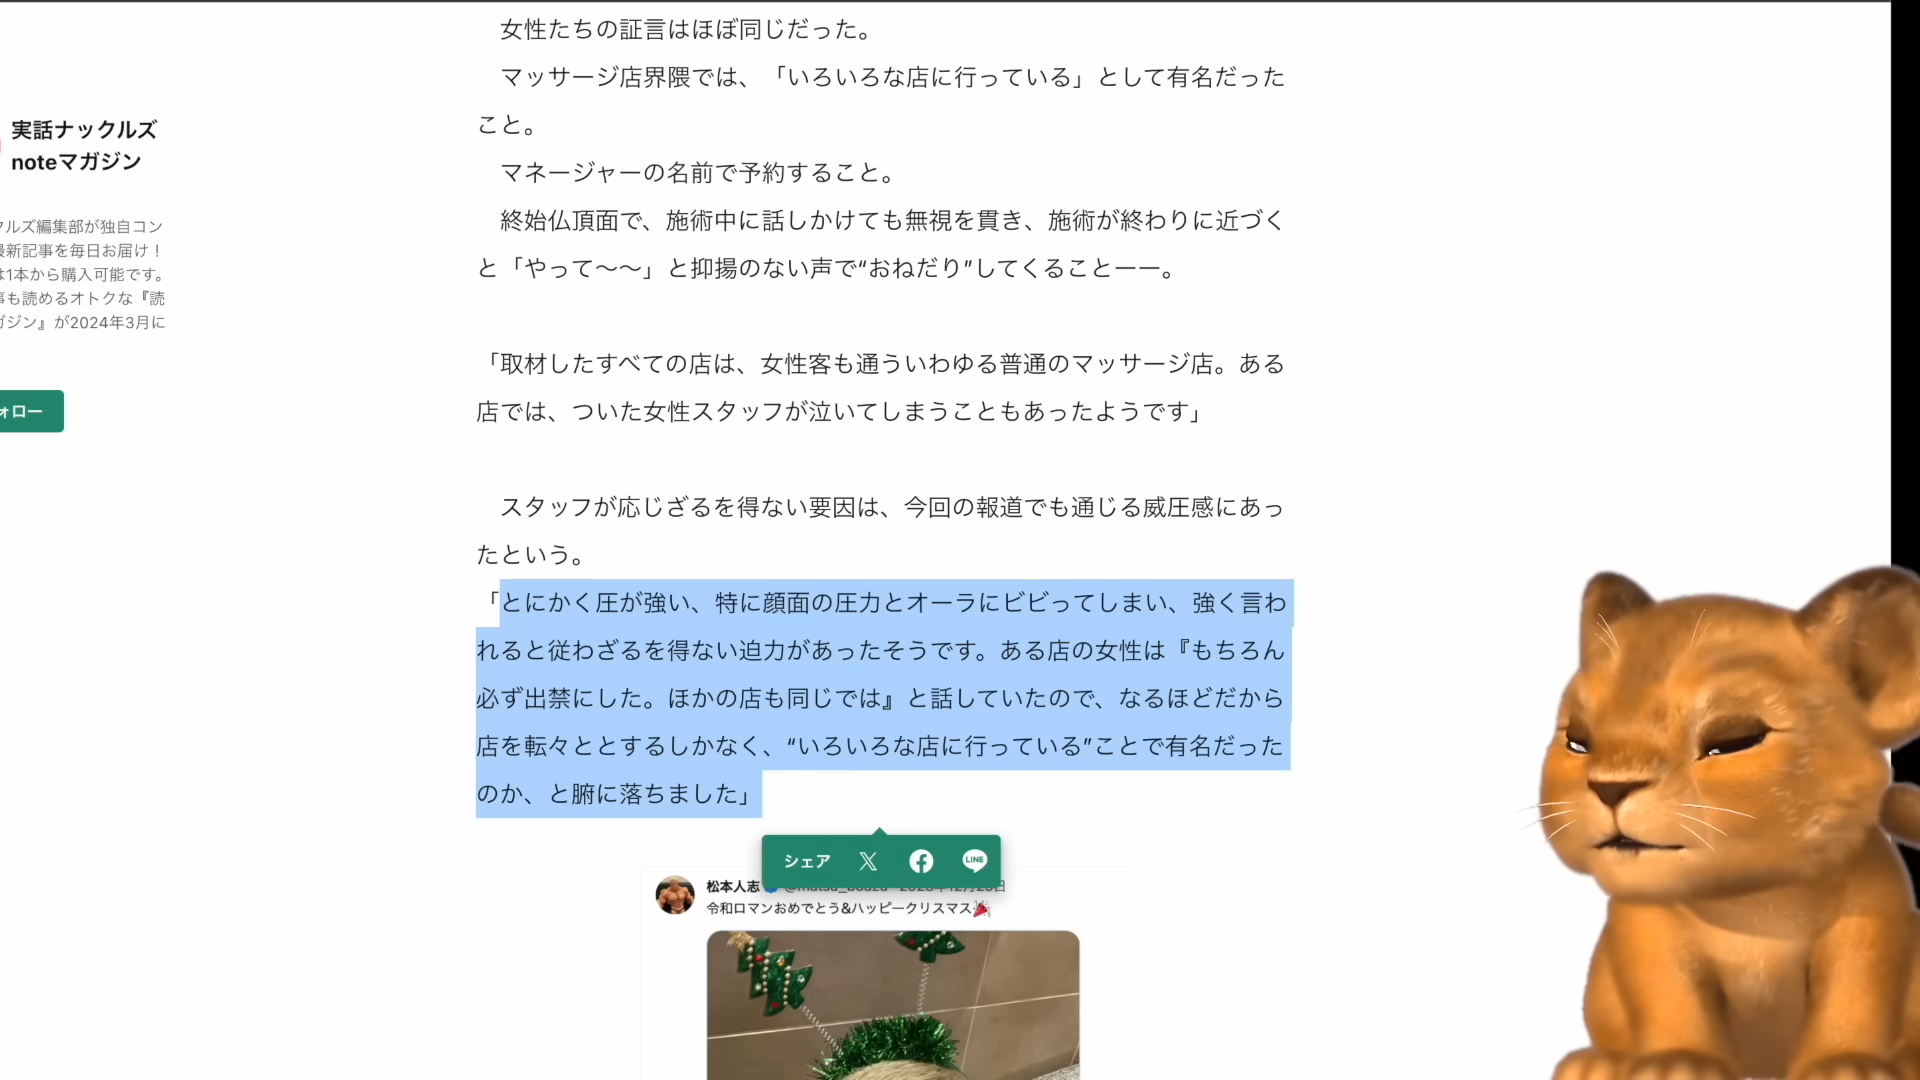 女性たちの証言はほぼ同じだった。
マッサージ店界隈では、「いろいろな店に行っている」として有名だった
こと。
マネージャーの名前で予約すること。
終始仏頂面で、施術中に話しかけても無視を貫き、施術が終わりに近づく
と「やって〜〜」と抑揚のない声で“おねだり”してくることーー。
「取材したすべての店は、女性客も通ういわゆる普通のマッサージ店。ある
店では、ついた女性スタッフが泣いてしまうこともあったようです」
スタッフが応じざるを得ない要因は、今回の報道でも通じる威圧感にあっ
たという。
「とにかく圧が強い、特に顔面の圧力とオーラにビビってしまい、強く言わ
れると従わざるを得ない迫力があったそうです。ある店の女性は『もちろん
必ず出禁にした。ほかの店も同じでは』と話していたので、なるほどだから
店を転々ととするしかなく、“いろいろな店に行っている”ことで有名だった
のか、と腑に落ちました」
シェア
LINE
松本人志
令和ロマンおめでとう&ハッピークリスマス🎉
実話ナックルズ
noteマガジン
クルズ編集部が独自コン
最新記事を毎日お届け！
は1本から購入可能です。
事も読めるオトクな『読
ガジン』が2024年3月に
ォロー